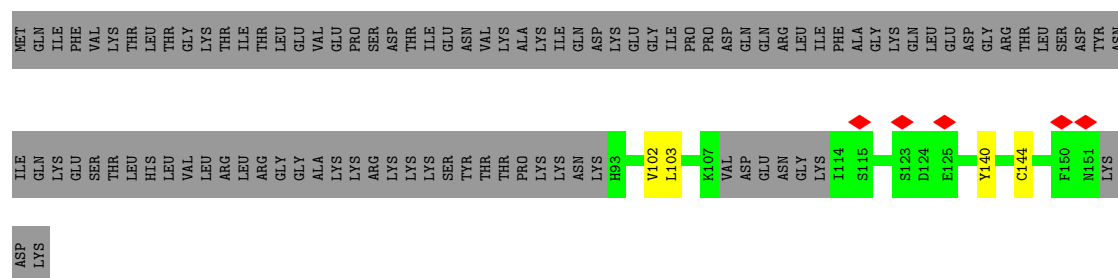 MET GLN ILE PHE VAL LYS THR LEU THR GLY LYS THR ILE THR LEU GLU VAL GLU PRO SER ASP THR ILE GLU ASN VAL LYS ALA LYS ILE GLN ASP LYS GLU GLY ILE PRO PRO ASP GLN GLN ARG LEU ILE PHE ALA GLY LYS GLN LEU GLU ASP GLY ARG THR LEU SER ASP TYR ASN
ILE GLN LYS GLU SER THR LEU HIS LEU VAL LEU ARG LEU ARG GLY GLY ALA LYS LYS ARG LYS LYS LYS SER TYR THR THR PRO LYS LYS ASN LYS H93 V102 L103 K107 VAL ASP GLU ASN GLY LYS I114 S115 S123 D124 E125 Y140 C144 F150 N151 LYS
ASP LYS